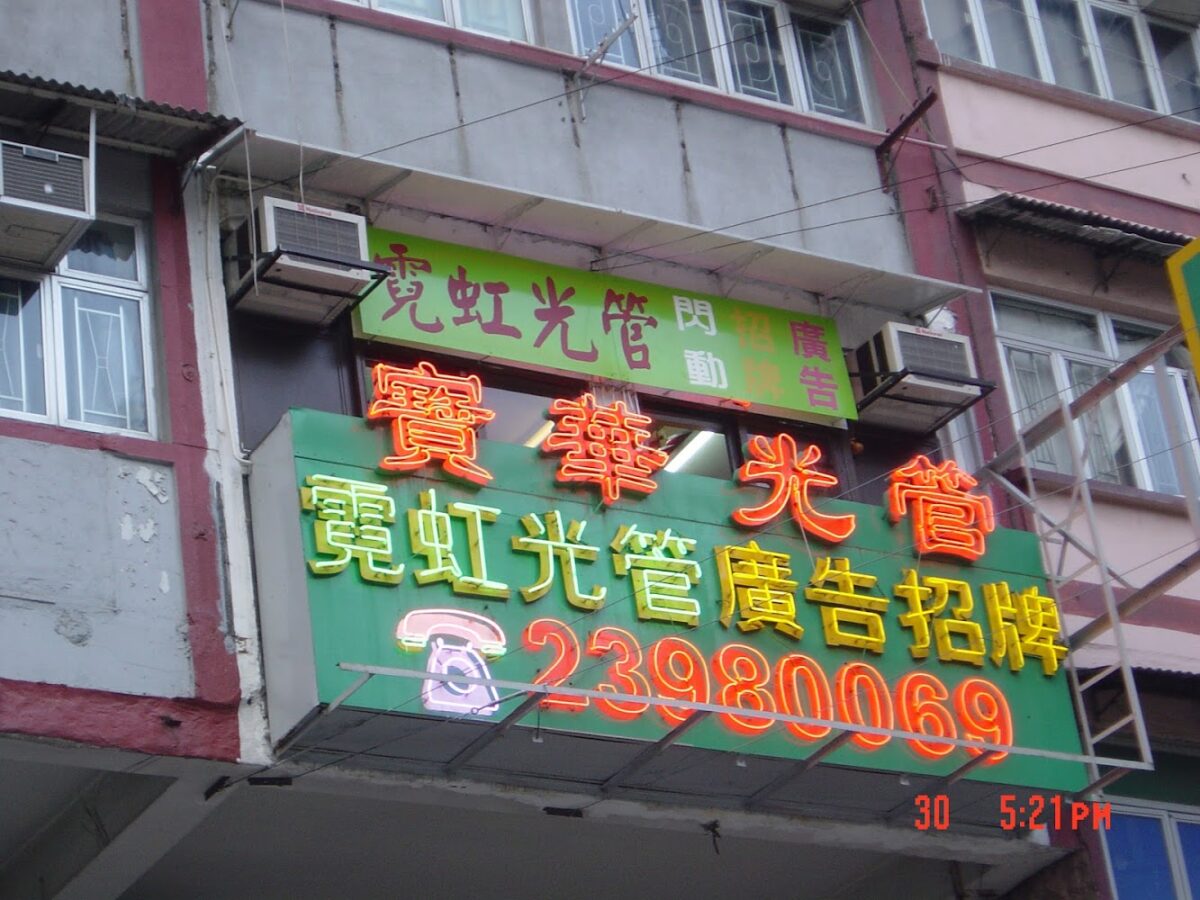 霓虹光管 閃動 招牌 廣告
寶華光管
霓虹光管廣告招牌
23980069
30 5:21PM